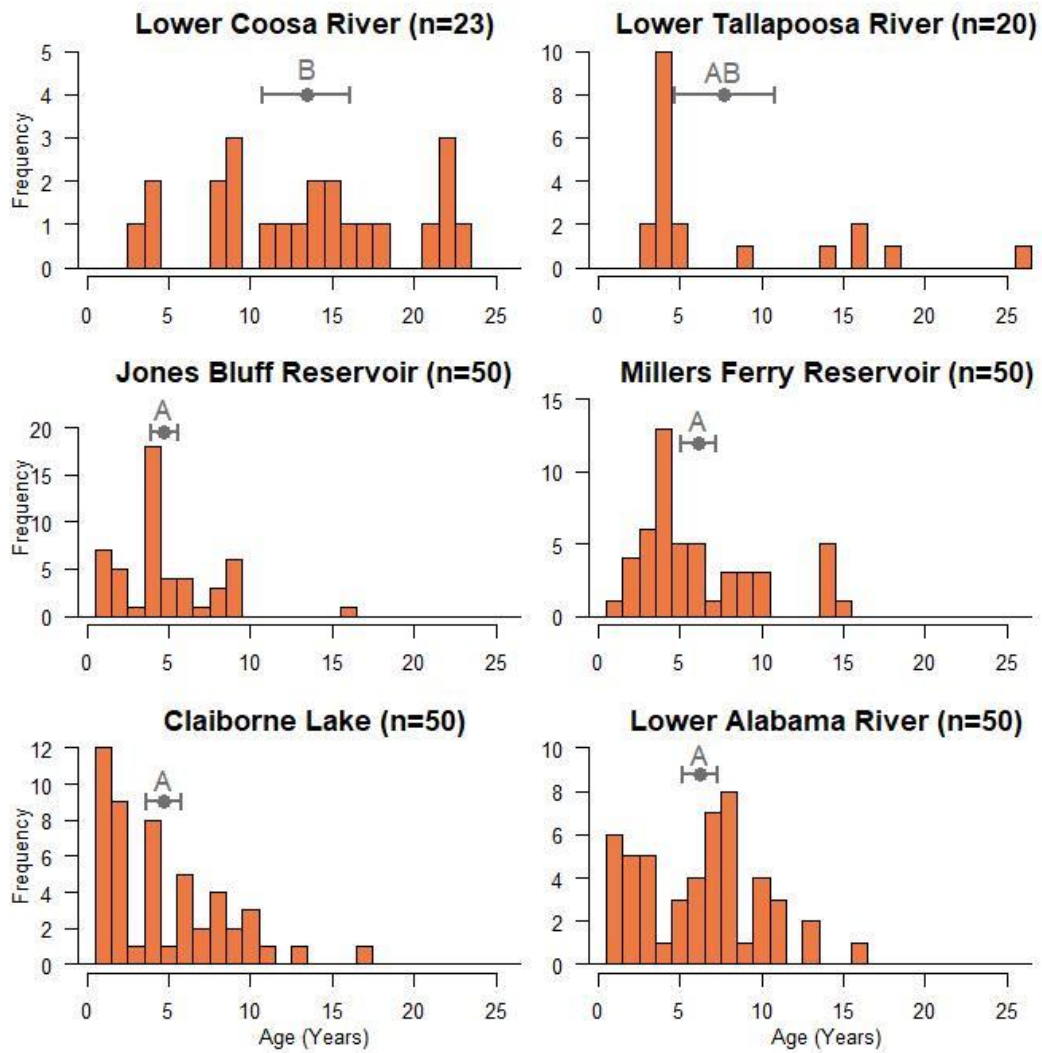 Lower Coosa River (n=23)
Frequency
5
4
3
2
1
0
B
0 5 10 15 20 25
Lower Tallapoosa River (n=20)
10
8
6
4
2
0
AB
0 5 10 15 20 25
Jones Bluff Reservoir (n=50)
Frequency
20
15
10
5
0
A
0 5 10 15 20 25
Millers Ferry Reservoir (n=50)
15
10
5
0
A
0 5 10 15 20 25
Claiborne Lake (n=50)
Frequency
12
10
8
6
4
2
0
A
0 5 10 15 20 25
Age (Years)
Lower Alabama River (n=50)
10
8
6
4
2
0
A
0 5 10 15 20 25
Age (Years)